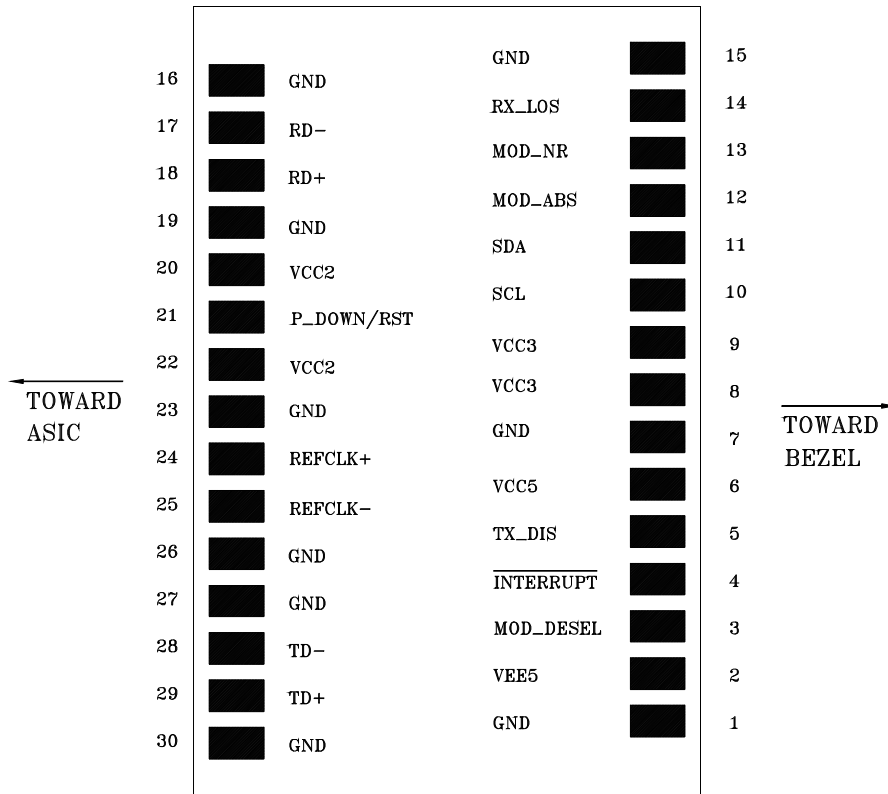 GND 15
16 GND
RX_LOS 14
17 RD-
MOD_NR 13
18 RD+
MOD_ABS 12
19 GND
SDA 11
20 VCC2
SCL 10
21 P_DOWN/RST
VCC3 9
22 VCC2
VCC3 8
TOWARD
ASIC
23 GND
GND 7
TOWARD
BEZEL
24 REFCLK+
VCC5 6
25 REFCLK-
TX_DIS 5
26 GND
INTERRUPT 4
27 GND
MOD_DESEL 3
28 TD-
VEE5 2
29 TD+
GND 1
30 GND